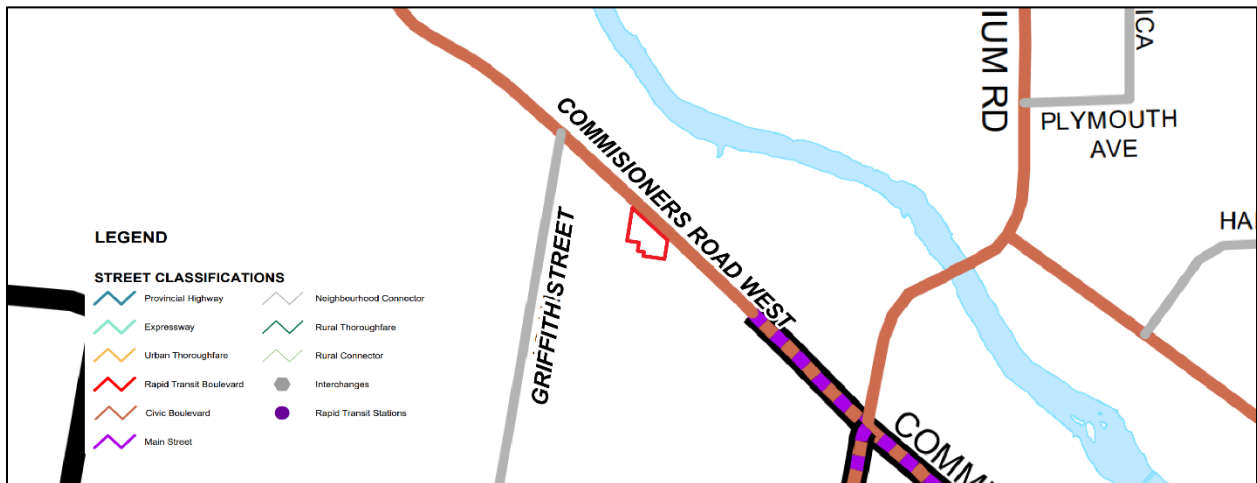 COMMISIONERS ROAD WEST
GRIFFITH STREET
IUM RD
ICA
PLYMOUTH
AVE
HA
LEGEND
STREET CLASSIFICATIONS
Provincial Highway
Expressway
Urban Thoroughfare
Rapid Transit Boulevard
Civic Boulevard
Main Street
Neighbourhood Connector
Rural Thoroughfare
Rural Connector
Interchanges
Rapid Transit Stations
COMMI